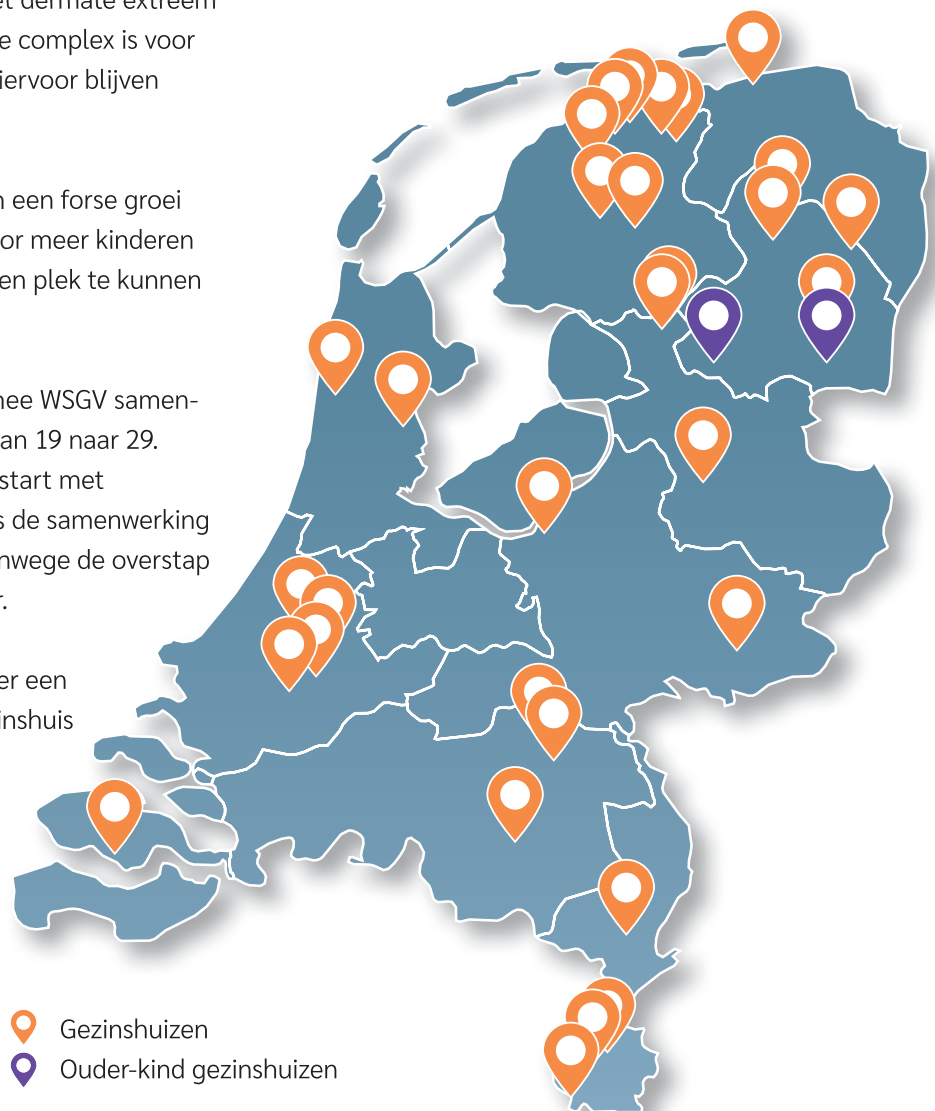 dermate extreem
e complex is voor
iervoor blijven
een forse groei
or meer kinderen
en plek te kunnen
nee WSGV samen-
an 19 naar 29.
start met
s de samenwerking
nwege de overstap
er een
inshuis
Gezinshuizen
Ouder-kind gezinshuizen